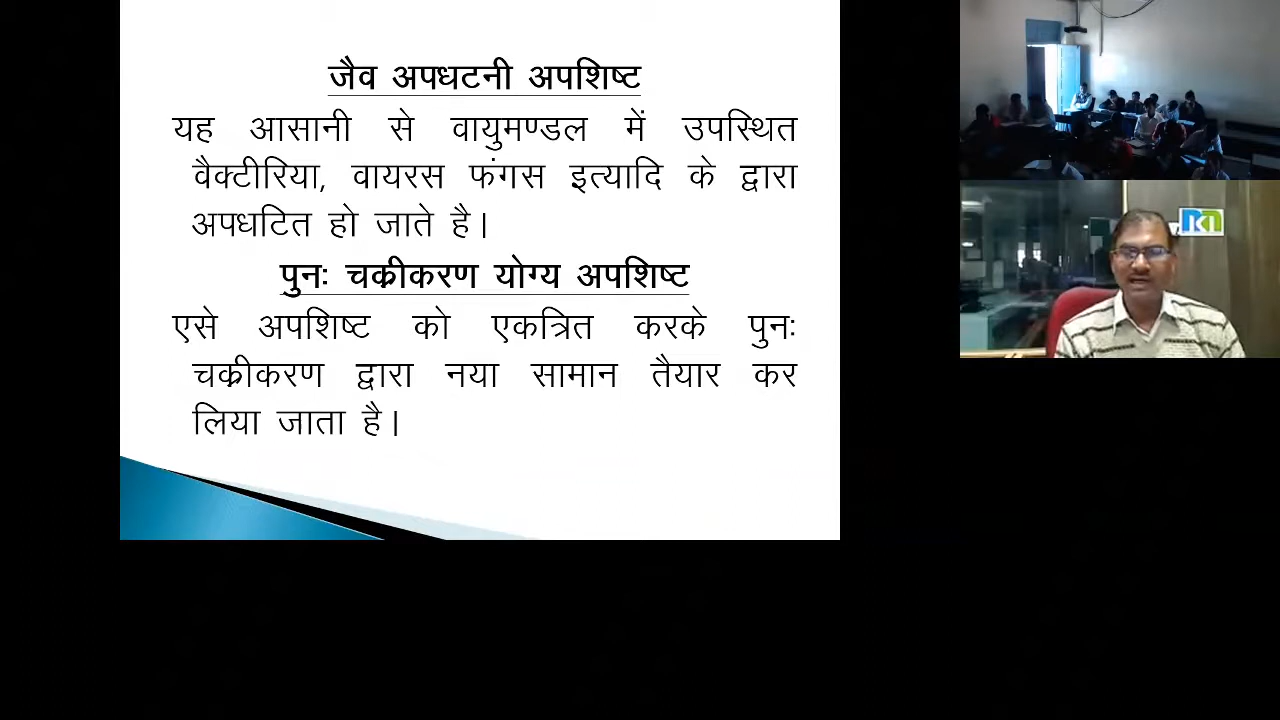 जैव अपधटनी अपशिष्ट
यह आसानी से वायुमण्डल में उपस्थित
वैक्टीरिया, वायरस फंगस इत्यादि के द्वारा
अपधटित हो जाते है।
पुनः चक्रीकरण योग्य अपशिष्ट
एसे अपशिष्ट को एकत्रित करके पुनः
चक्रीकरण द्वारा नया सामान तैयार कर
लिया जाता है।